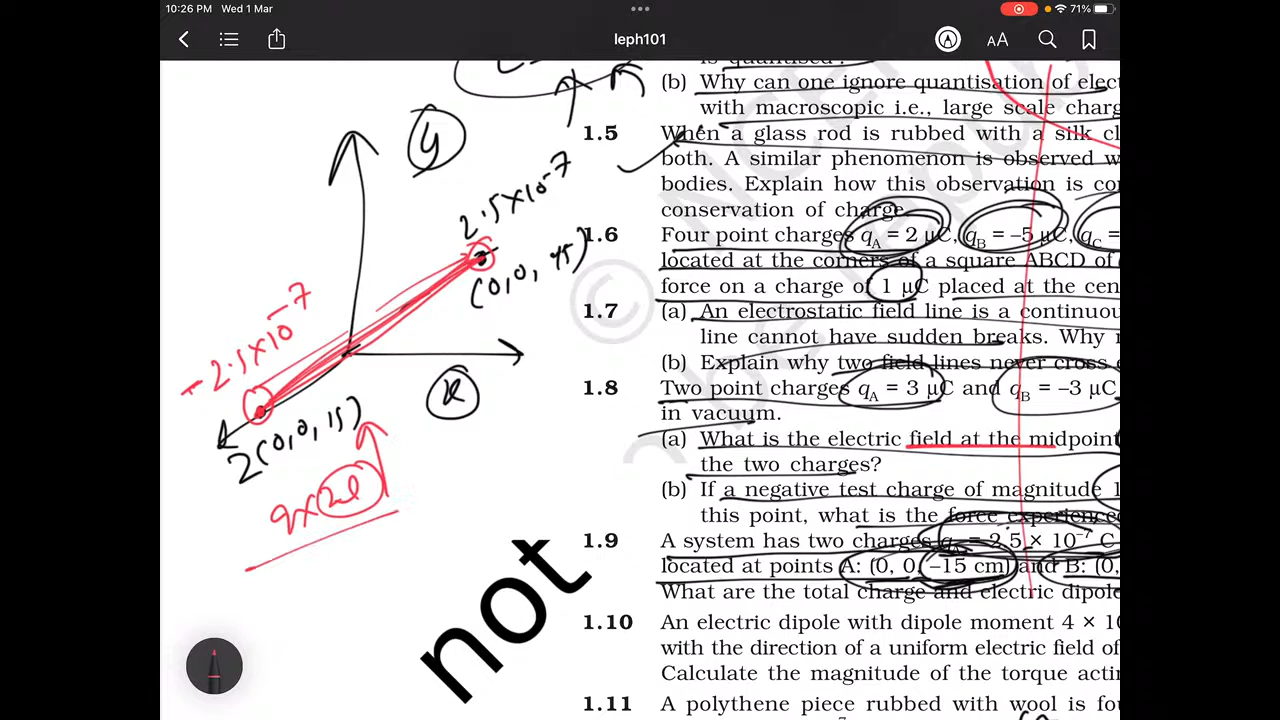 10:26 PM Wed 1 Mar
71%
leph101
AA
is quantised?
(b) Why can one ignore quantisation of elec
with macroscopic i.e., large scale charg
1.5 When a glass rod is rubbed with a silk cl
both. A similar phenomenon is observed w
bodies. Explain how this observation is co
conservation of charge.
1.6 Four point charges qA = 2 μC, qB = –5 μC, qC =
located at the corners of a square ABCD of
force on a charge of 1 μC placed at the cen
1.7 (a) An electrostatic field line is a continuou
line cannot have sudden breaks. Why n
(b) Explain why two field lines never cross
1.8 Two point charges qA = 3 μC and qB = –3 μC
in vacuum.
(a) What is the electric field at the midpoint
the two charges?
(b) If a negative test charge of magnitude 1
this point, what is the force experienced
1.9 A system has two charges qA = 2.5 × 10⁻⁷ C
located at points A: (0, 0, –15 cm) and B: (0,
What are the total charge and electric dipole
1.10 An electric dipole with dipole moment 4 × 10
with the direction of a uniform electric field of
Calculate the magnitude of the torque acti
1.11 A polythene piece rubbed with wool is fou
y
2.5×10⁻⁷
-2.5×10⁻⁷
x
(0,0,15)
q×2l
not